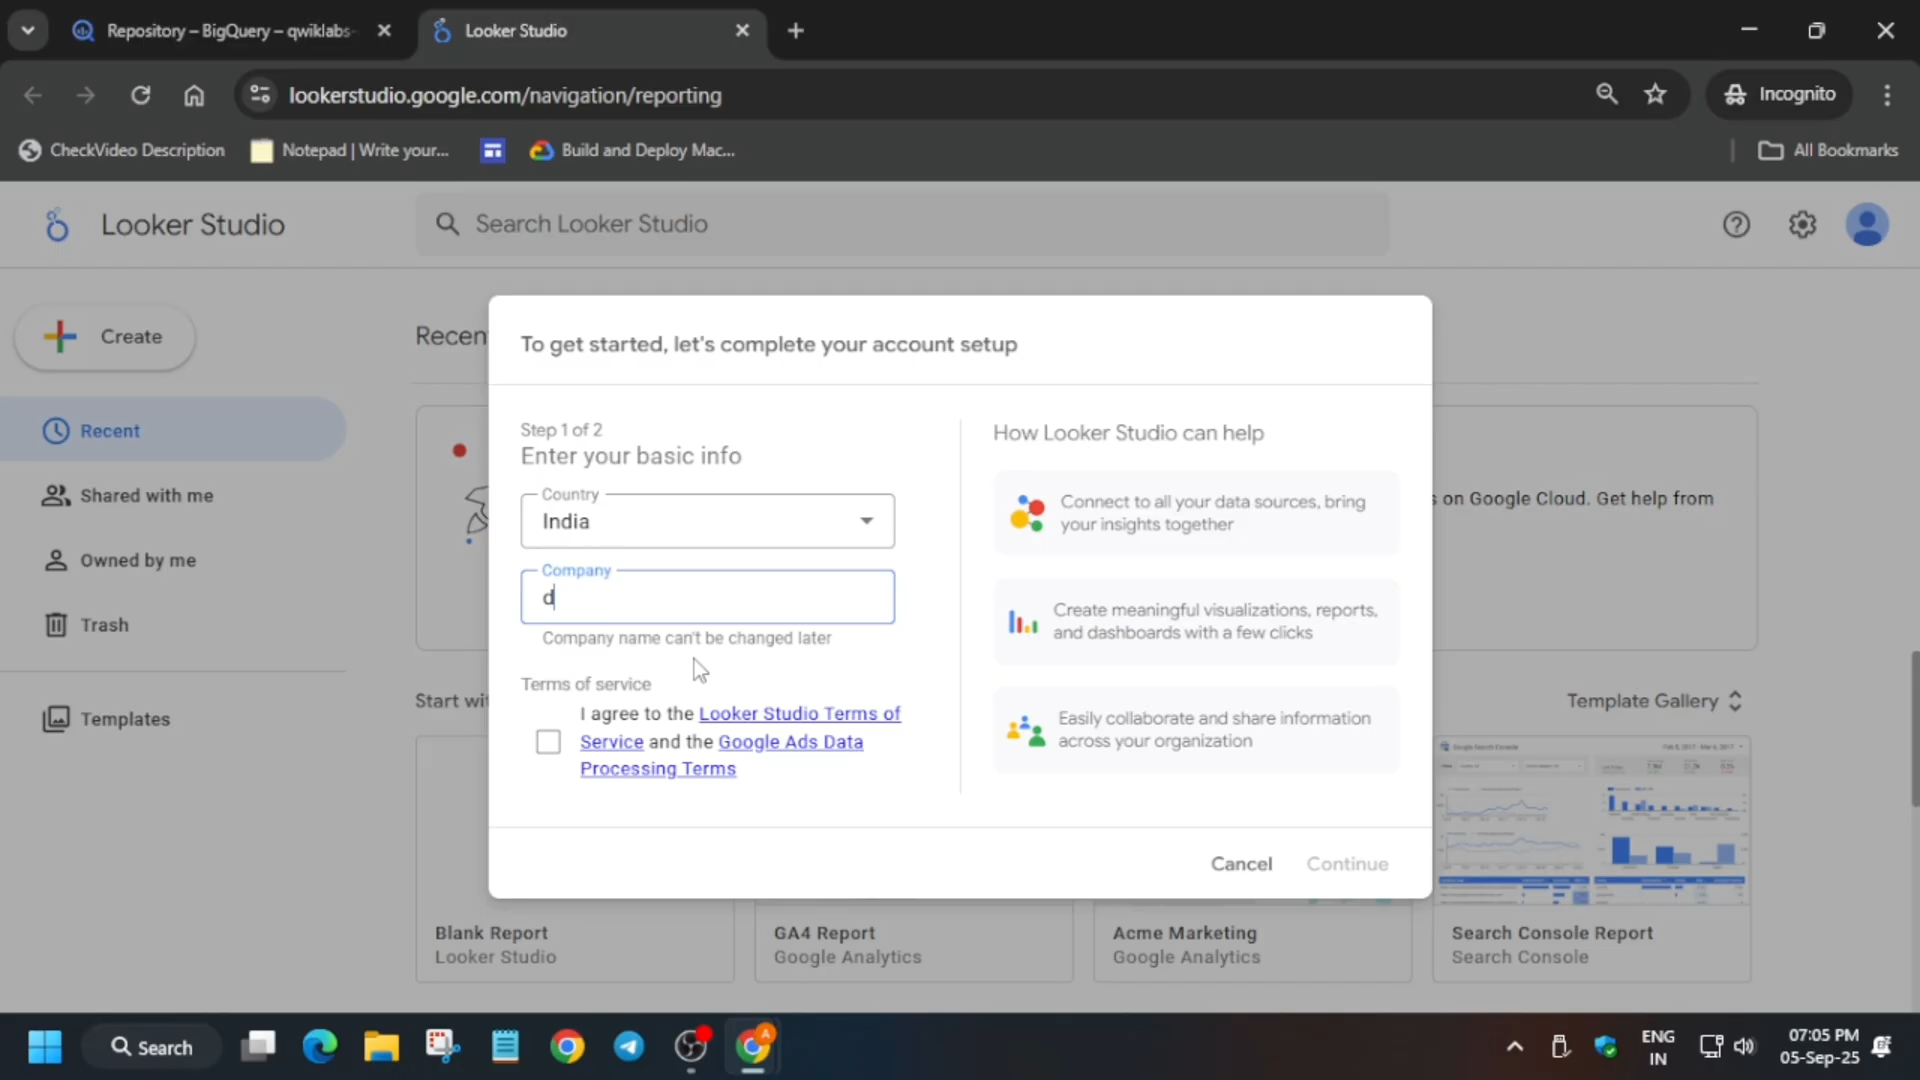 Repository – BigQuery – qwiklabs-
Looker Studio
lookerstudio.google.com/navigation/reporting
Incognito
CheckVideo Description
Notepad | Write your...
Build and Deploy Mac...
All Bookmarks
Looker Studio
Search Looker Studio
Create
Recent
Recent
Shared with me
Owned by me
Trash
Templates
To get started, let's complete your account setup
Step 1 of 2
Enter your basic info
Country
India
Company
d
Company name can't be changed later
Terms of service
I agree to the Looker Studio Terms of
Service and the Google Ads Data
Processing Terms
How Looker Studio can help
Connect to all your data sources, bring
your insights together
Create meaningful visualizations, reports,
and dashboards with a few clicks
Easily collaborate and share information
across your organization
Cancel
Continue
s on Google Cloud. Get help from
Start wit
Template Gallery
Google Search Console
Blank Report
Looker Studio
GA4 Report
Google Analytics
Acme Marketing
Google Analytics
Search Console Report
Search Console
Search
ENG
IN
07:05 PM
05-Sep-25